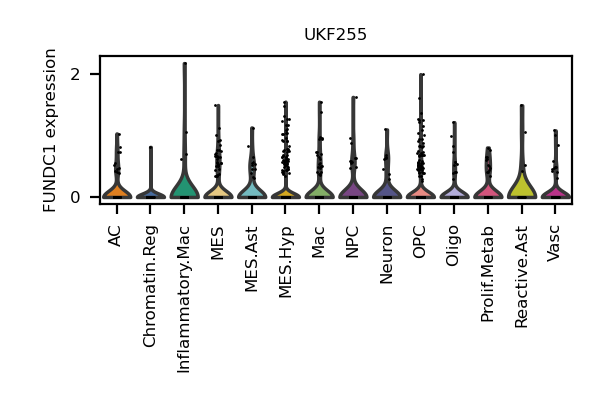 UKF255
FUNDC1 expression
2
0
AC
Chromatin.Reg
Inflammatory.Mac
MES
MES.Ast
MES.Hyp
Mac
NPC
Neuron
OPC
Oligo
Prolif.Metab
Reactive.Ast
Vasc